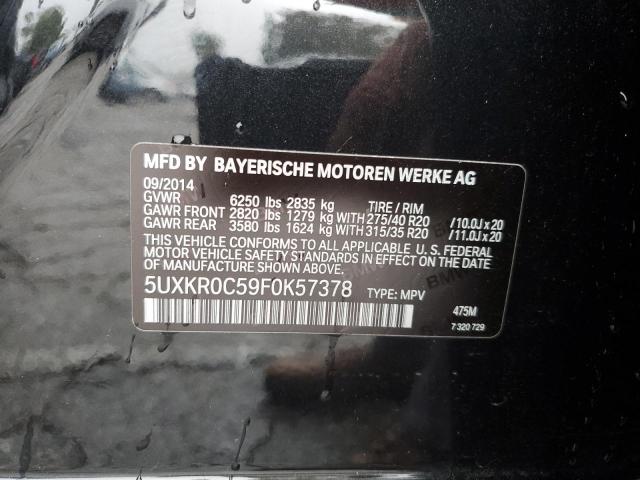 MFD BY BAYERISCHE MOTOREN WERKE AG
09/2014
GVWR 6250 lbs 2835 kg TIRE / RIM
GAWR FRONT 2820 lbs 1279 kg WITH 275/40 R20 /10.0J x 20
GAWR REAR 3580 lbs 1624 kg WITH 315/35 R20 /11.0J x 20
THIS VEHICLE CONFORMS TO ALL APPLICABLE U. S. FEDERAL
MOTOR VEHICLE SAFETY STANDARDS IN EFFECT ON THE DATE
OF MANUFACTURE SHOWN ABOVE.
5UXKR0C59F0K57378 TYPE: MPV
475M
7 320 729